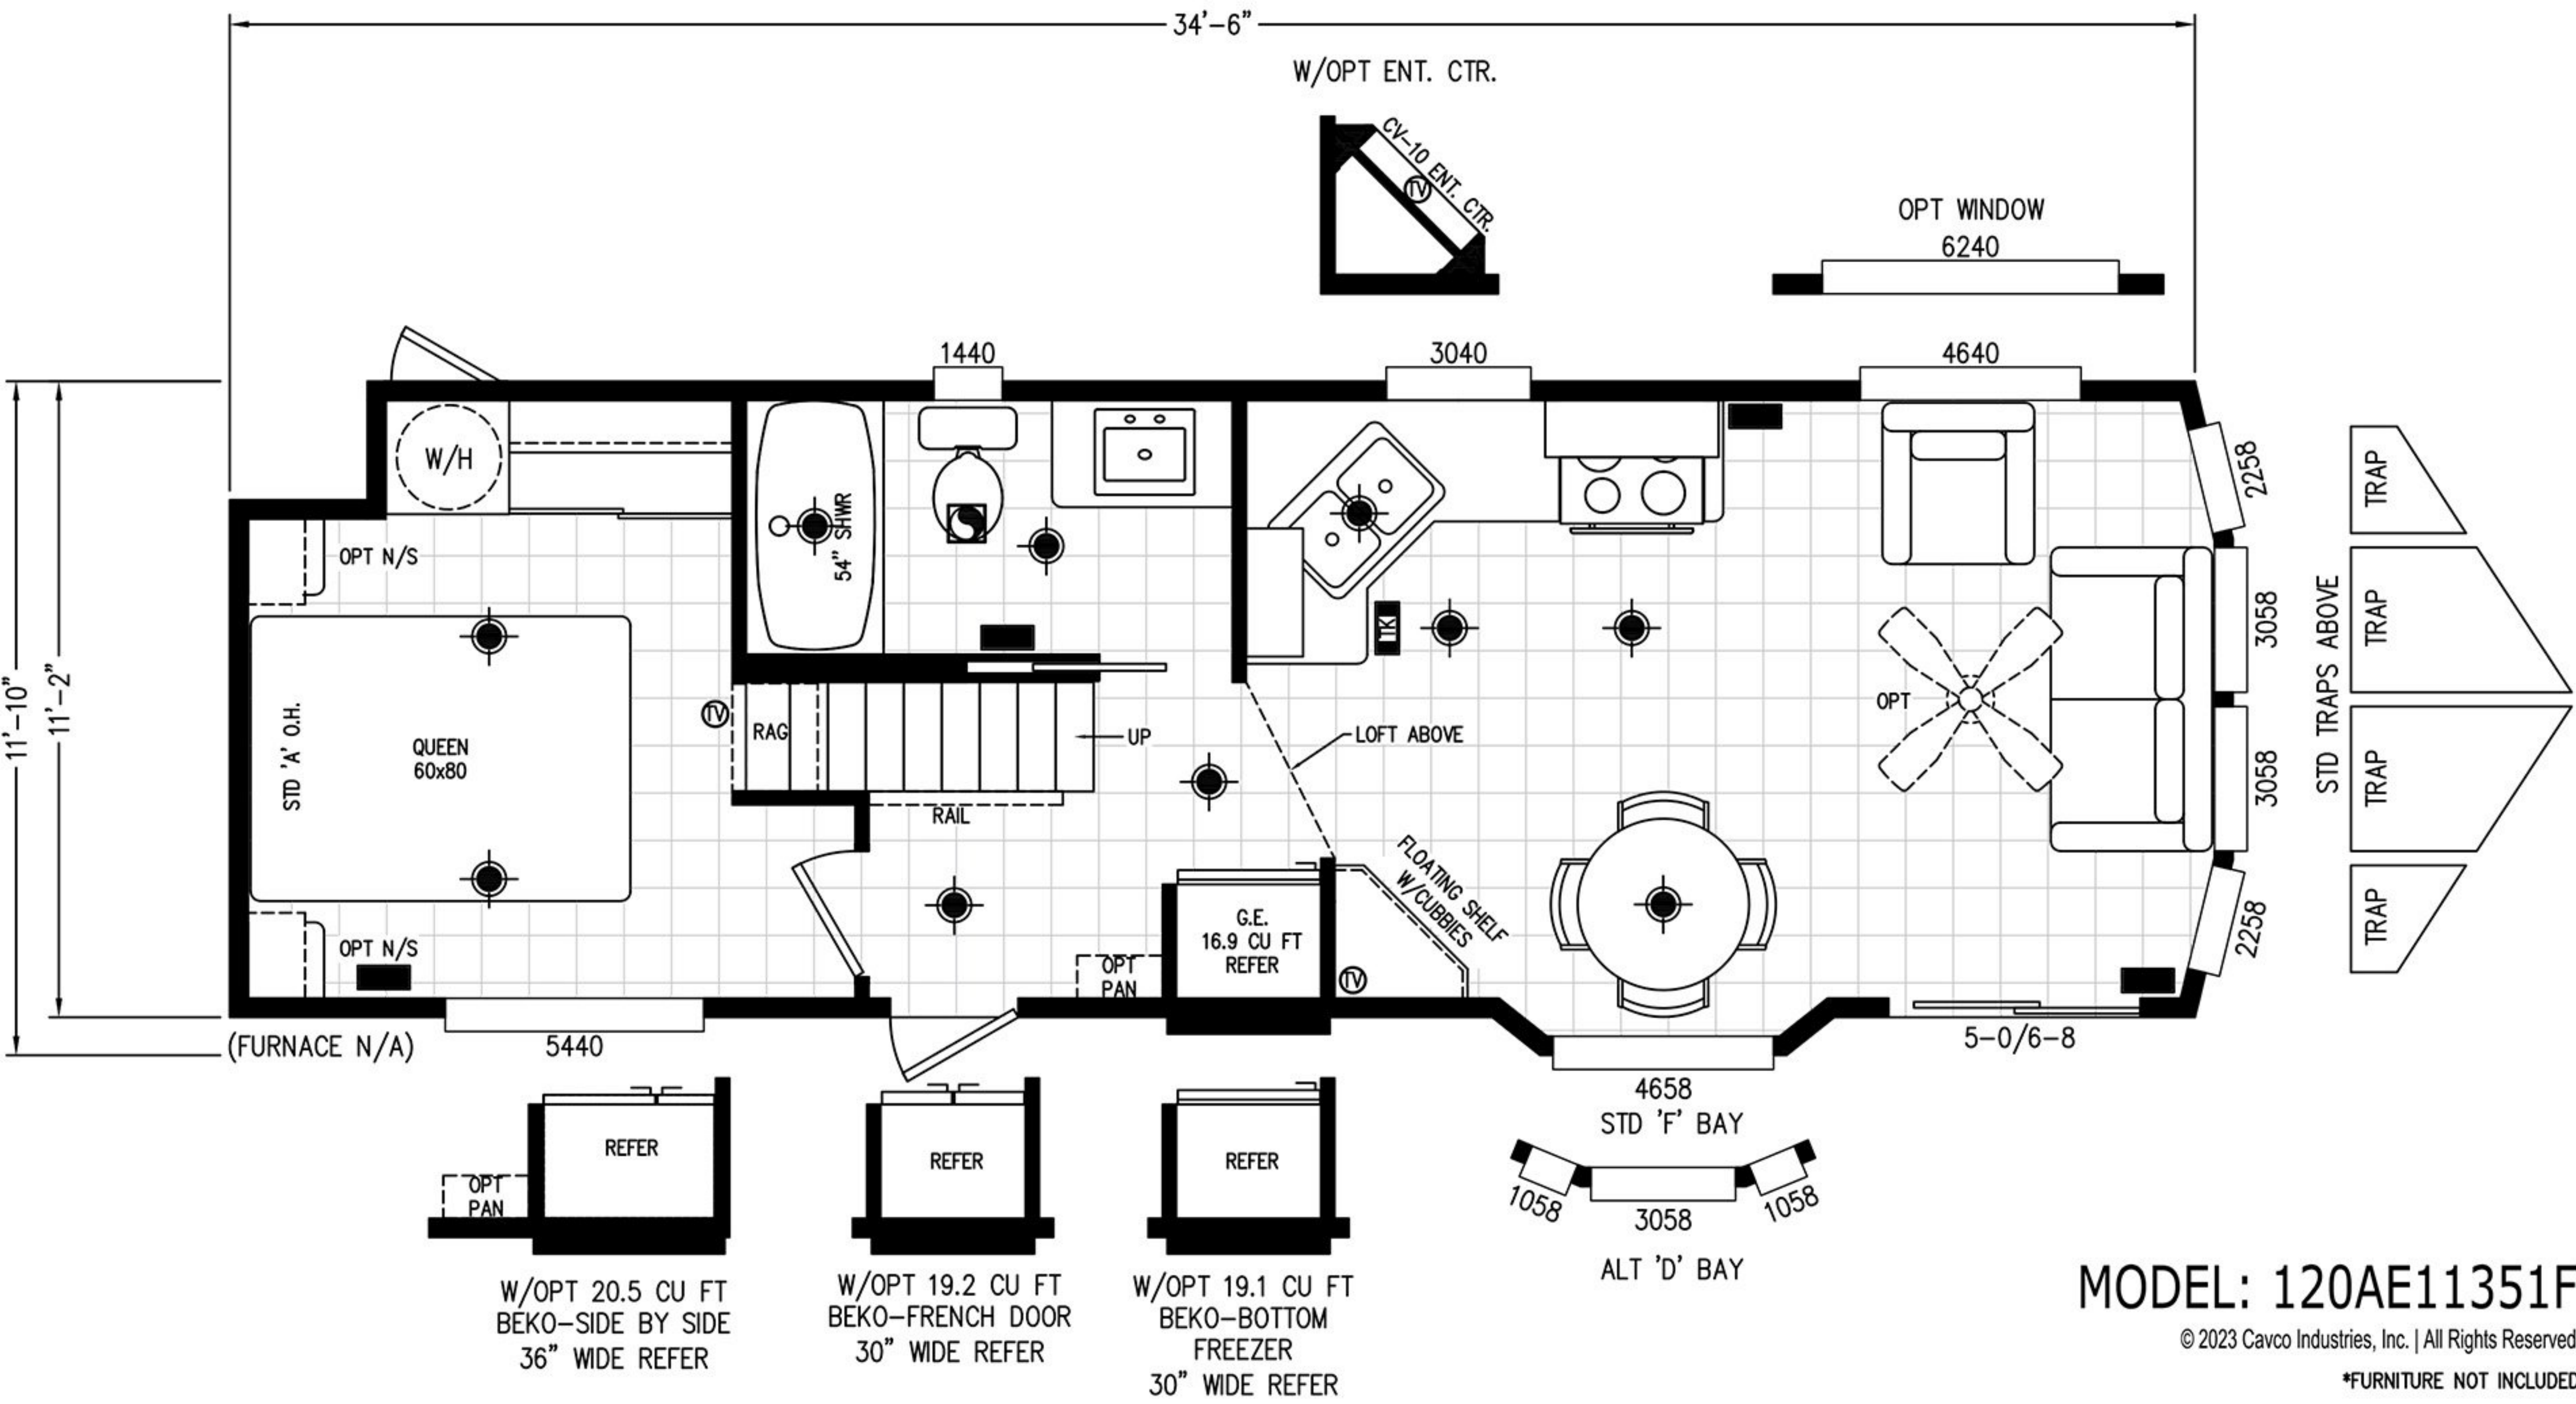 34'-6"
W/OPT ENT. CTR.
CV-10 ENT. CTR.
TV
OPT WINDOW
6240
1440
3040
4640
W/H
54" SHWR
2258
TRAP
OPT N/S
3058
TRAP
STD TRAPS ABOVE
11'-10"
11'-2"
STD 'A' O.H.
QUEEN
60x80
TV
RAG
UP
RAIL
LOFT ABOVE
OPT
3058
TRAP
FLOATING SHELF
W/CUBBIES
G.E.
16.9 CU FT
REFER
OPT
PAN
TV
2258
TRAP
OPT N/S
(FURNACE N/A)
5440
5-0/6-8
4658
STD 'F' BAY
REFER
OPT
PAN
REFER
REFER
1058
3058
1058
ALT 'D' BAY
W/OPT 20.5 CU FT
BEKO-SIDE BY SIDE
36" WIDE REFER
W/OPT 19.2 CU FT
BEKO-FRENCH DOOR
30" WIDE REFER
W/OPT 19.1 CU FT
BEKO-BOTTOM
FREEZER
30" WIDE REFER
MODEL: 120AE11351F
© 2023 Cavco Industries, Inc. | All Rights Reserved
*FURNITURE NOT INCLUDED